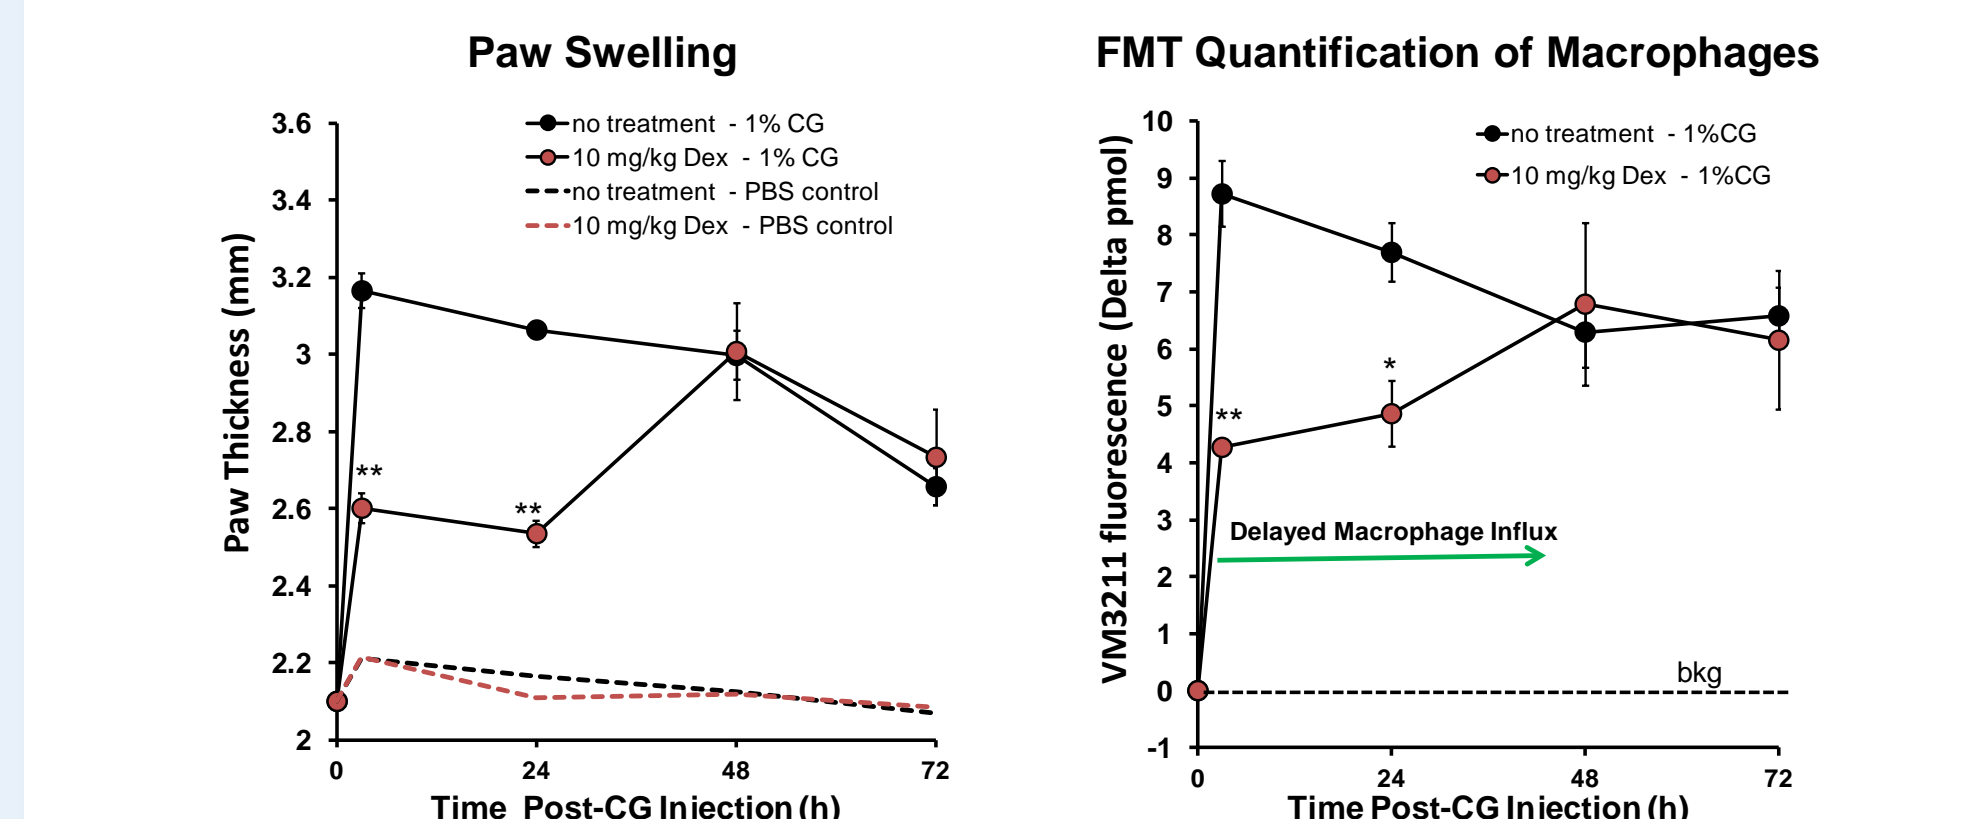 Paw Swelling
3.6
3.4
3.2
3
2.8
2.6
2.4
2.2
2
Paw Thickness (mm)
no treatment - 1% CG
10 mg/kg Dex - 1% CG
no treatment - PBS control
10 mg/kg Dex - PBS control
**
**
0 24 48 72
Time Post-CG Injection (h)
FMT Quantification of Macrophages
10
9
8
7
6
5
4
3
2
1
0
-1
VM3211 fluorescence (Delta pmol)
no treatment - 1%CG
10 mg/kg Dex - 1%CG
*
**
Delayed Macrophage Influx
bkg
0 24 48 72
Time Post-CG Injection (h)